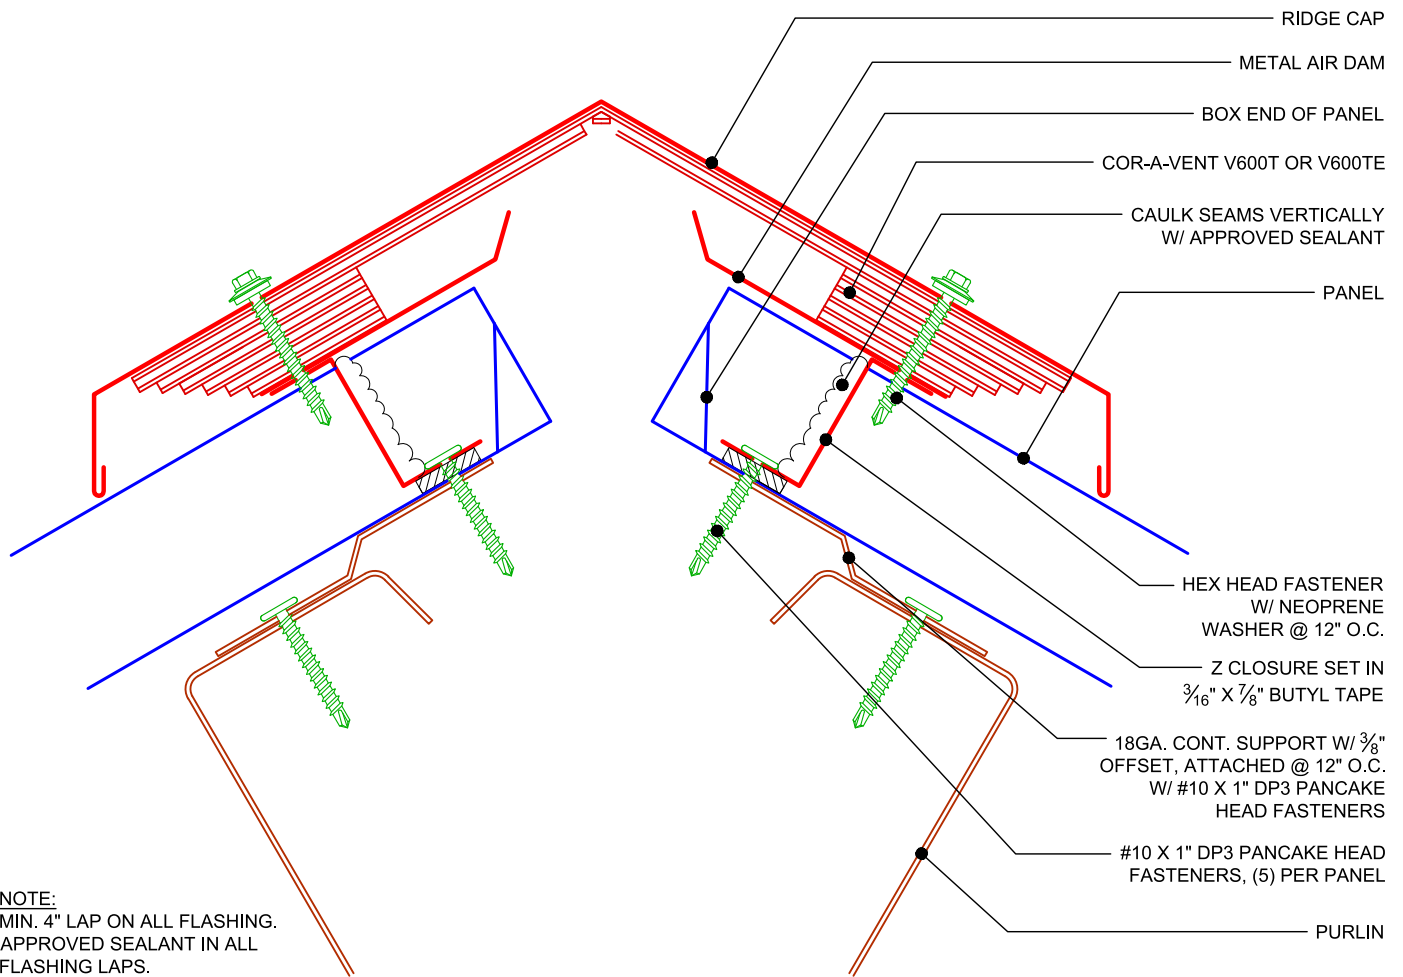 RIDGE CAP
METAL AIR DAM
BOX END OF PANEL
COR-A-VENT V600T OR V600TE
CAULK SEAMS VERTICALLY
W/ APPROVED SEALANT
PANEL
HEX HEAD FASTENER
W/ NEOPRENE
WASHER @ 12" O.C.
Z CLOSURE SET IN
3/16" X 7/8" BUTYL TAPE
18GA. CONT. SUPPORT W/ 3/8"
OFFSET, ATTACHED @ 12" O.C.
W/ #10 X 1" DP3 PANCAKE
HEAD FASTENERS
#10 X 1" DP3 PANCAKE HEAD
FASTENERS, (5) PER PANEL
PURLIN
NOTE:
MIN. 4" LAP ON ALL FLASHING.
APPROVED SEALANT IN ALL
FLASHING LAPS.